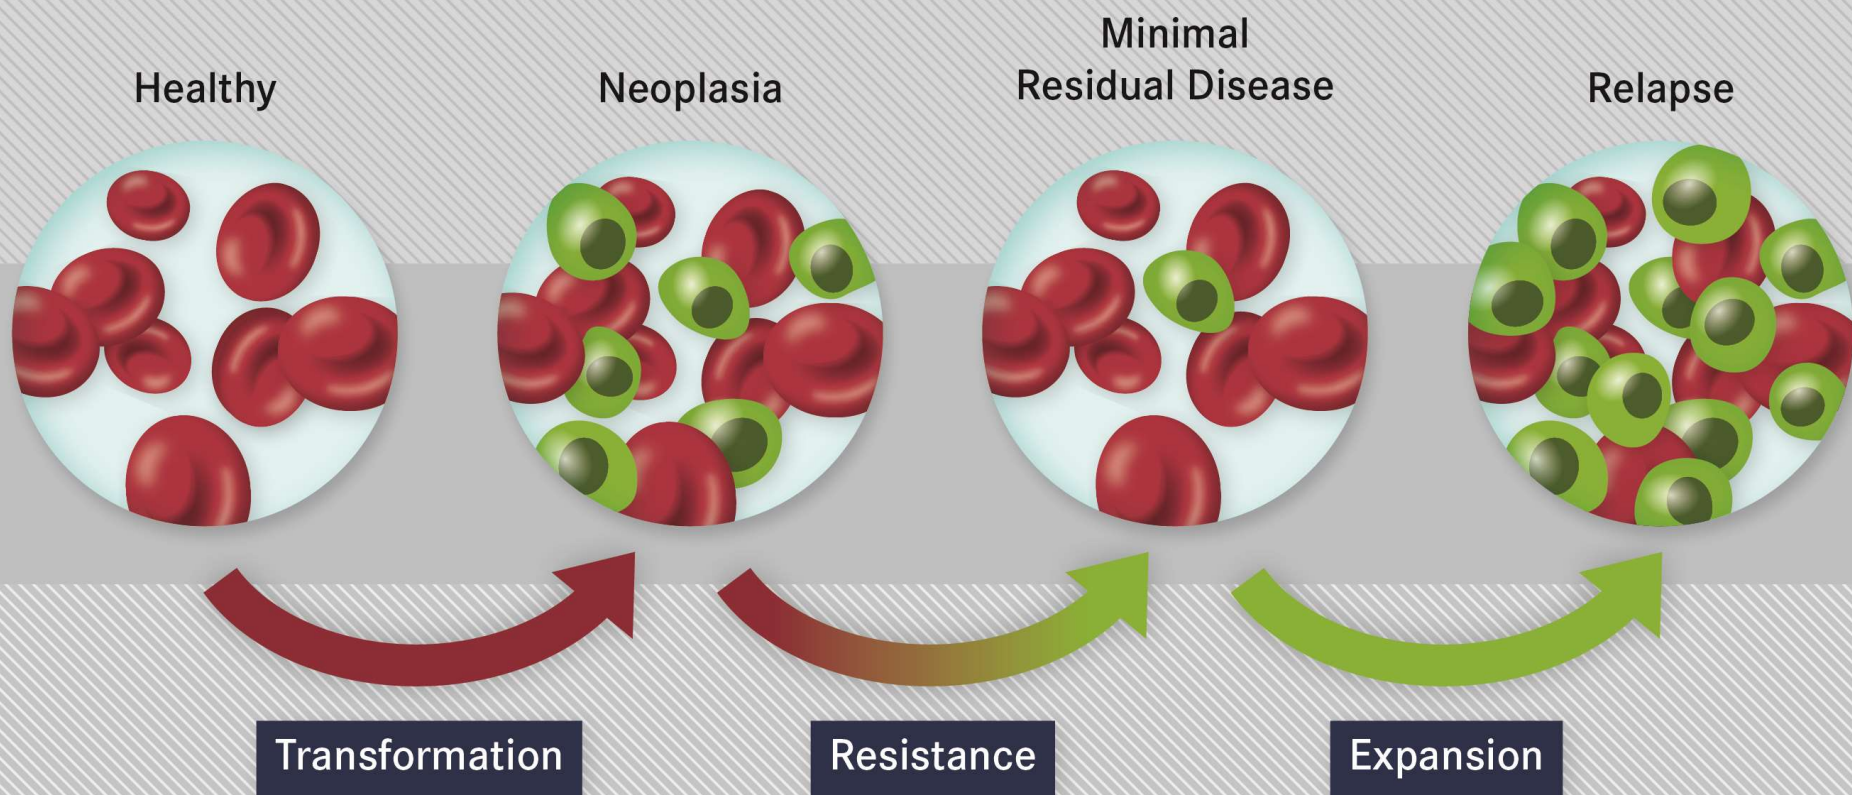 Healthy
Neoplasia
Minimal
Residual Disease
Relapse
Transformation
Resistance
Expansion